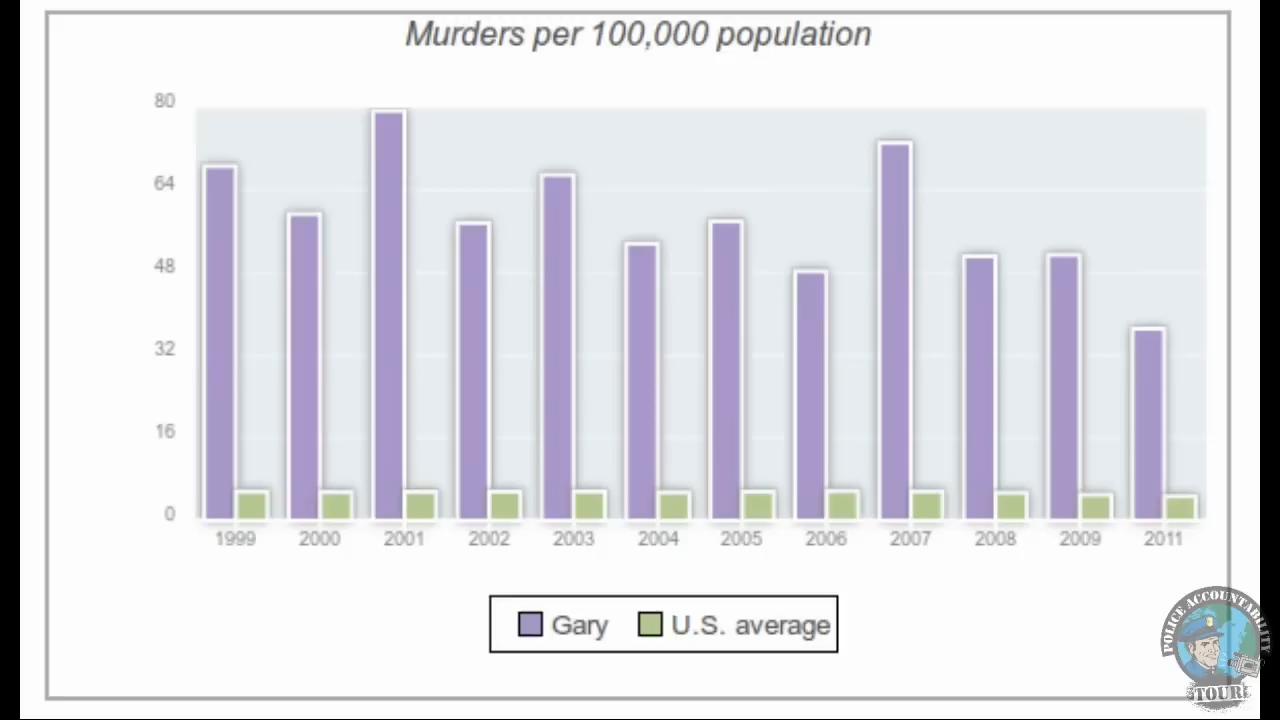 Murders per 100,000 population
80
64
48
32
16
0
1999 2000 2001 2002 2003 2004 2005 2006 2007 2008 2009 2011
Gary U.S. average
POLICE ACCOUNTABILITY
TOUR